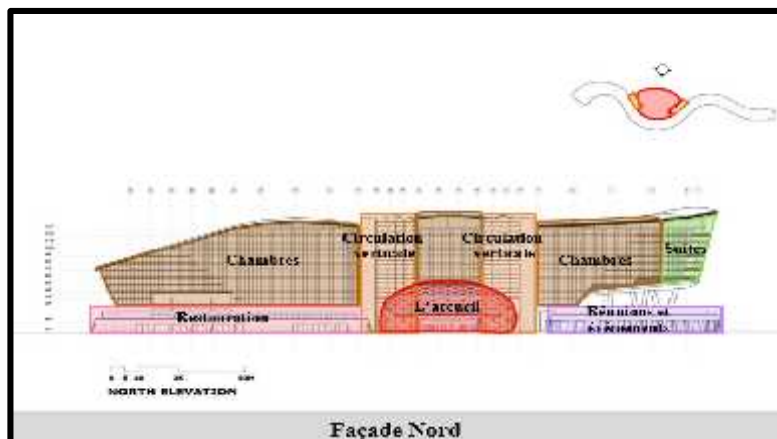 Circulation
verticale
Circulation
verticale
Chambres
Chambres
Suites
L'accueil
Restauration
Réunions et
événements
NORTH ELEVATION
Façade Nord